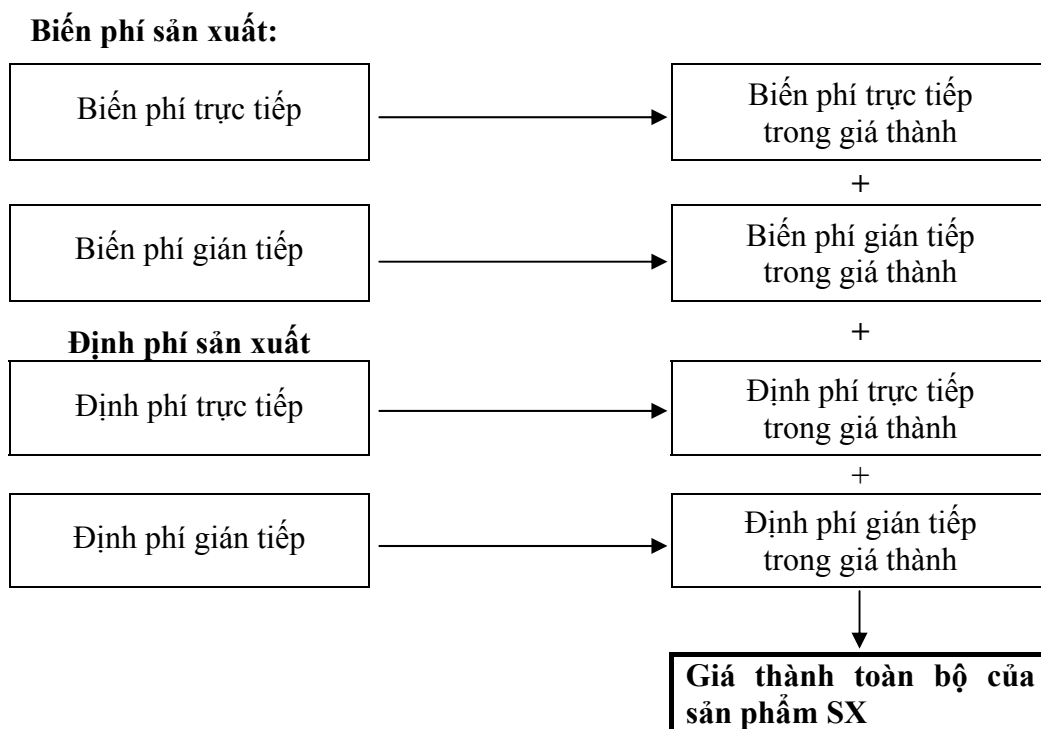 Biến phí sản xuất:
Biến phí trực tiếp
Biến phí trực tiếp
trong giá thành
+
Biến phí gián tiếp
Biến phí gián tiếp
trong giá thành
+
Định phí sản xuất
Định phí trực tiếp
Định phí trực tiếp
trong giá thành
+
Định phí gián tiếp
Định phí gián tiếp
trong giá thành
Giá thành toàn bộ của
sản phẩm SX